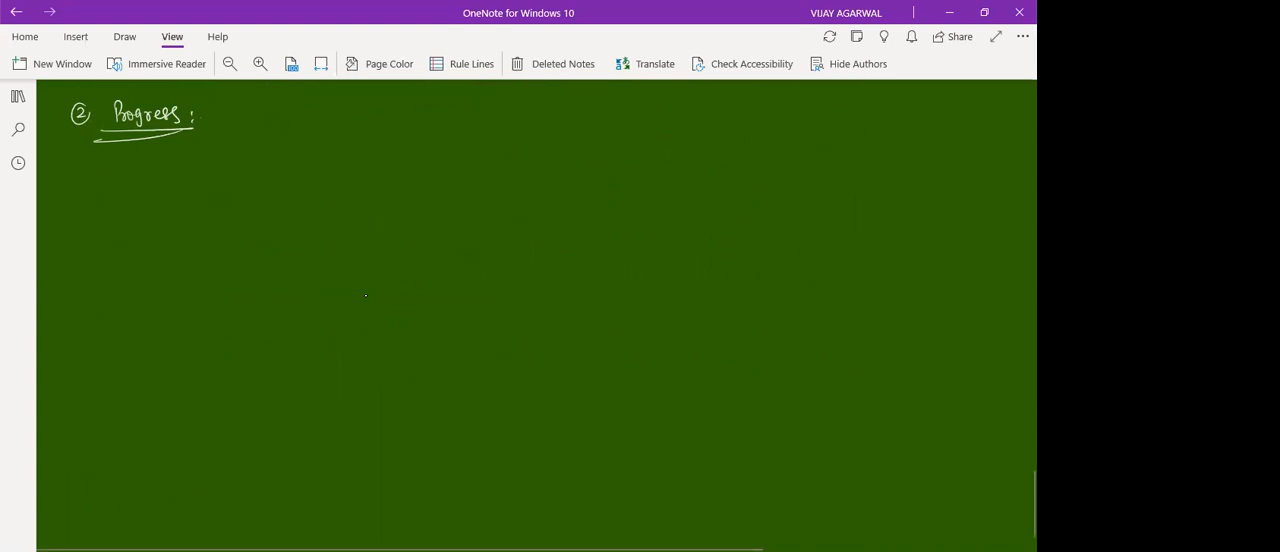 OneNote for Windows 10
VIJAY AGARWAL
Home Insert Draw View Help Share
New Window Immersive Reader Page Color Rule Lines Deleted Notes Translate Check Accessibility Hide Authors
② Progress :